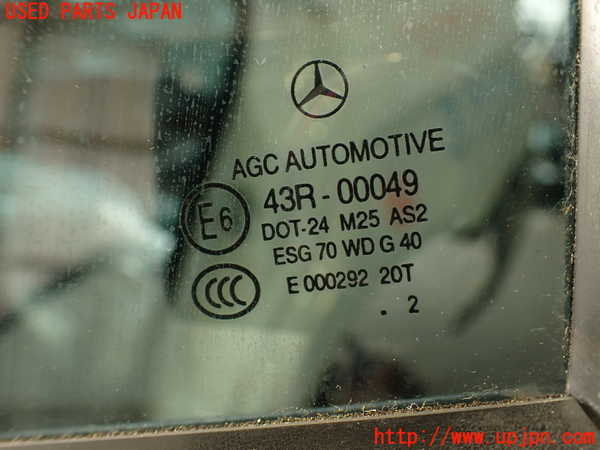 USED PARTS JAPAN
AGC AUTOMOTIVE
43R - 00049
E6
DOT-24 M25 AS2
ESG 70 WD G 40
CCC
E 000292 20T
. 2
http://www.upjpn.com/